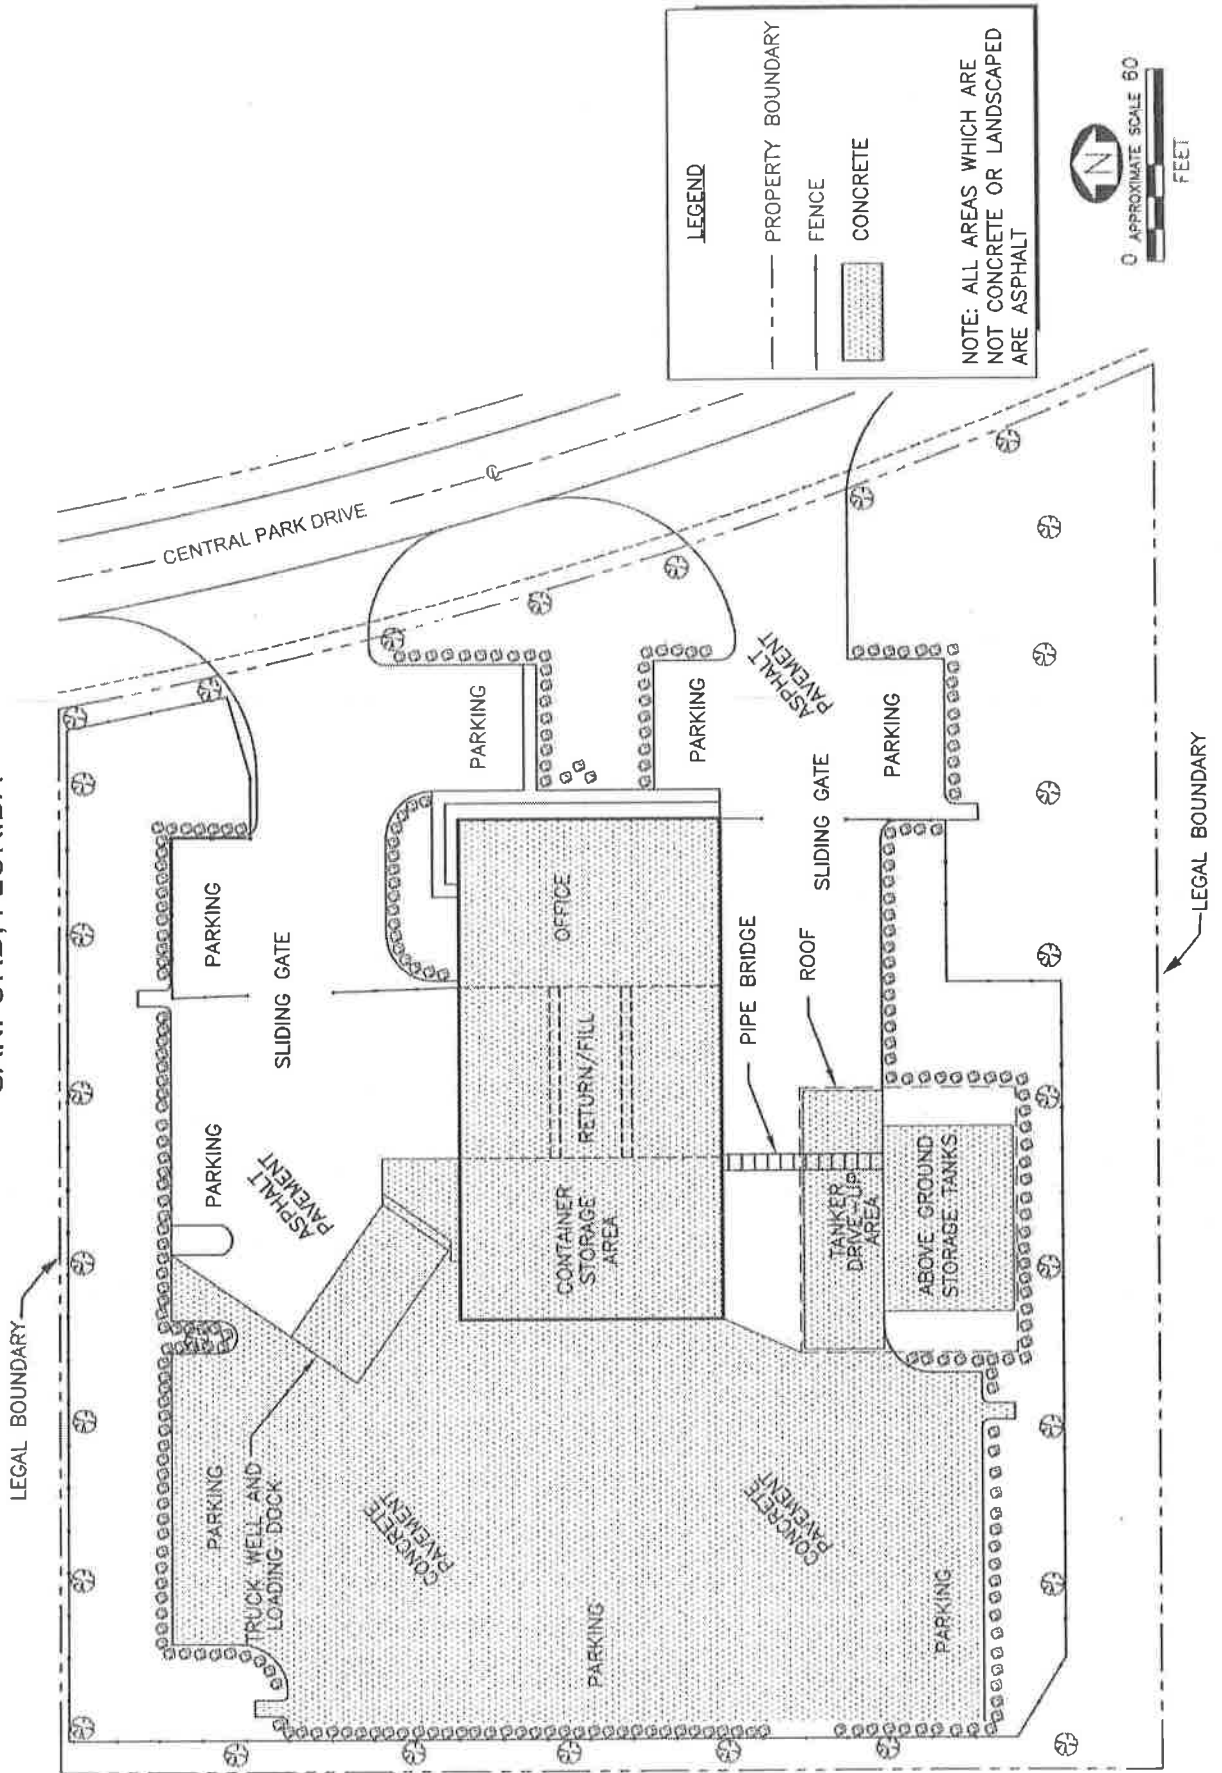 SANFORD, FLORIDA
LEGAL BOUNDARY
PARKING
TRUCK WELL AND
LOADING DOCK
PARKING
ASPHALT
PAVEMENT
SLIDING GATE
PARKING
CENTRAL PARK DRIVE
℄
CONCRETE
PAVEMENT
CONTAINER
STORAGE
AREA
RETURN/FILL
OFFICE
PARKING
PARKING
PARKING
CONCRETE
PAVEMENT
PIPE BRIDGE
ROOF
SLIDING GATE
ASPHALT
PAVEMENT
TANKER
DRIVE-UP
AREA
PARKING
PARKING
ABOVE GROUND
STORAGE TANKS
LEGAL BOUNDARY
LEGEND
PROPERTY BOUNDARY
FENCE
CONCRETE
NOTE: ALL AREAS WHICH ARE
NOT CONCRETE OR LANDSCAPED
ARE ASPHALT
N
0 APPROXIMATE SCALE 60
FEET